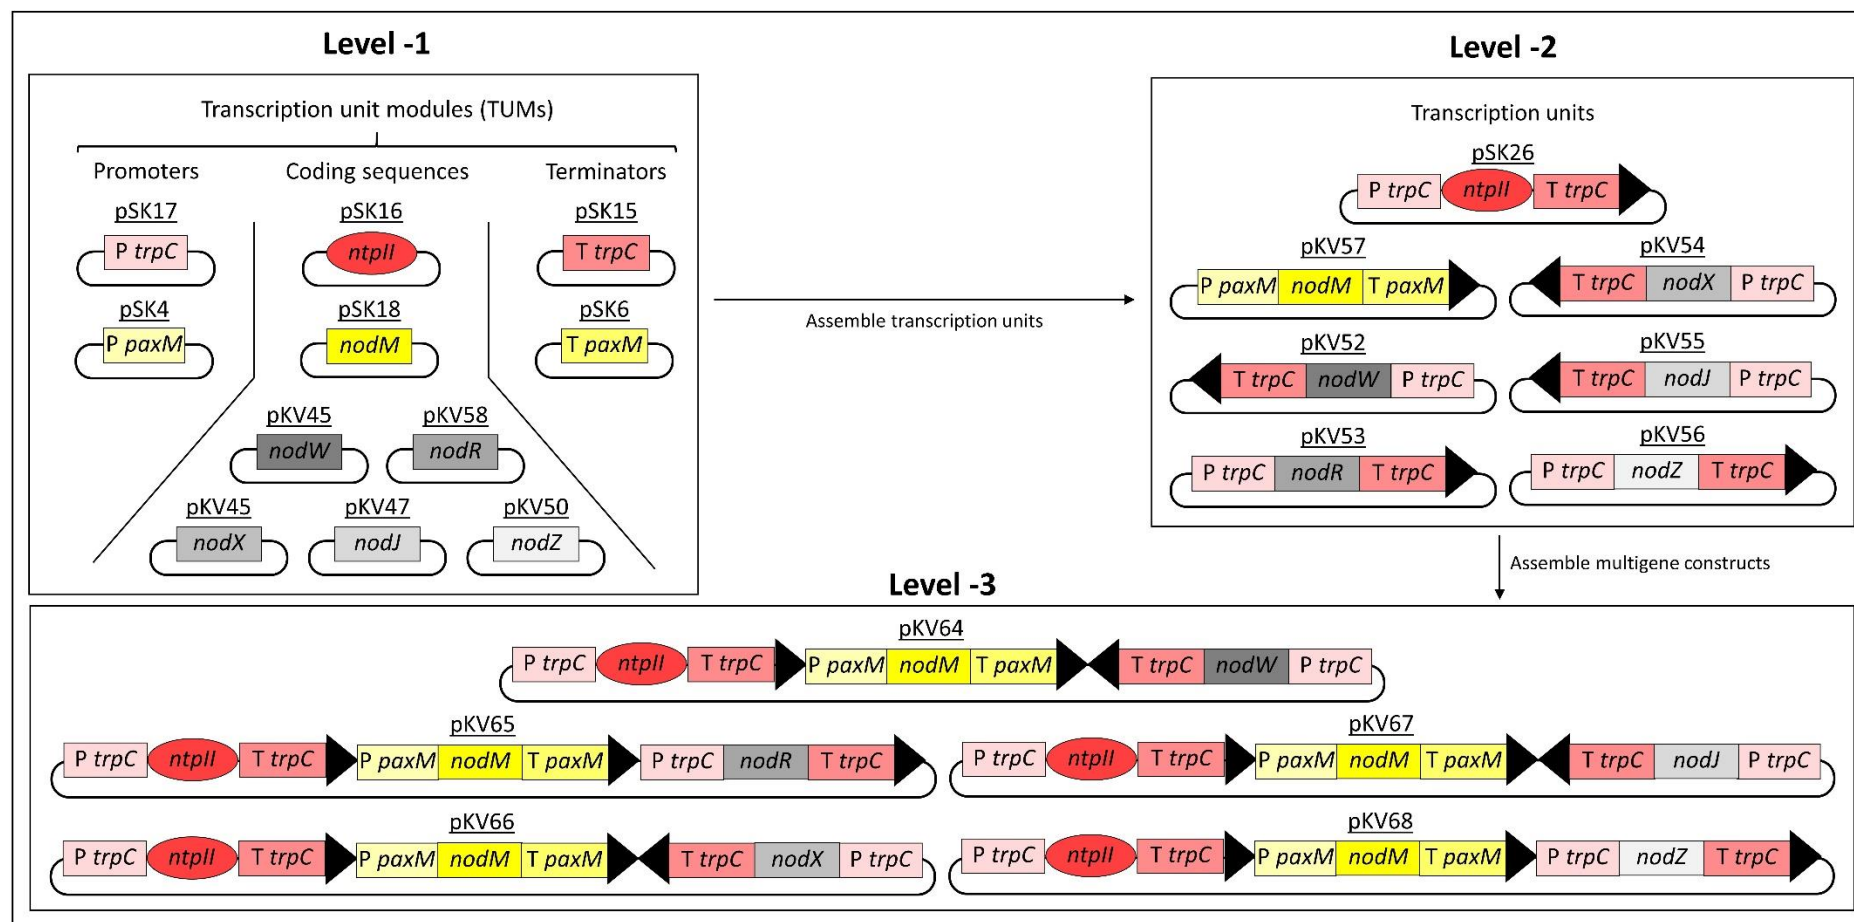 Level -1
Transcription unit modules (TUMs)
Promoters
Coding sequences
Terminators
pSK17
P trpC
pSK16
ntpII
pSK15
T trpC
pSK4
P paxM
pSK18
nodM
pSK6
T paxM
pKV45
nodW
pKV58
nodR
pKV45
nodX
pKV47
nodJ
pKV50
nodZ
Assemble transcription units
Level -2
Transcription units
pSK26
P trpC ntpII T trpC
pKV57
P paxM nodM T paxM
pKV54
T trpC nodX P trpC
pKV52
T trpC nodW P trpC
pKV55
T trpC nodJ P trpC
pKV53
P trpC nodR T trpC
pKV56
P trpC nodZ T trpC
Assemble multigene constructs
Level -3
pKV64
P trpC ntpII T trpC P paxM nodM T paxM T trpC nodW P trpC
pKV65
P trpC ntpII T trpC P paxM nodM T paxM P trpC nodR T trpC
pKV67
P trpC ntpII T trpC P paxM nodM T paxM T trpC nodJ P trpC
pKV66
P trpC ntpII T trpC P paxM nodM T paxM T trpC nodX P trpC
pKV68
P trpC ntpII T trpC P paxM nodM T paxM P trpC nodZ T trpC